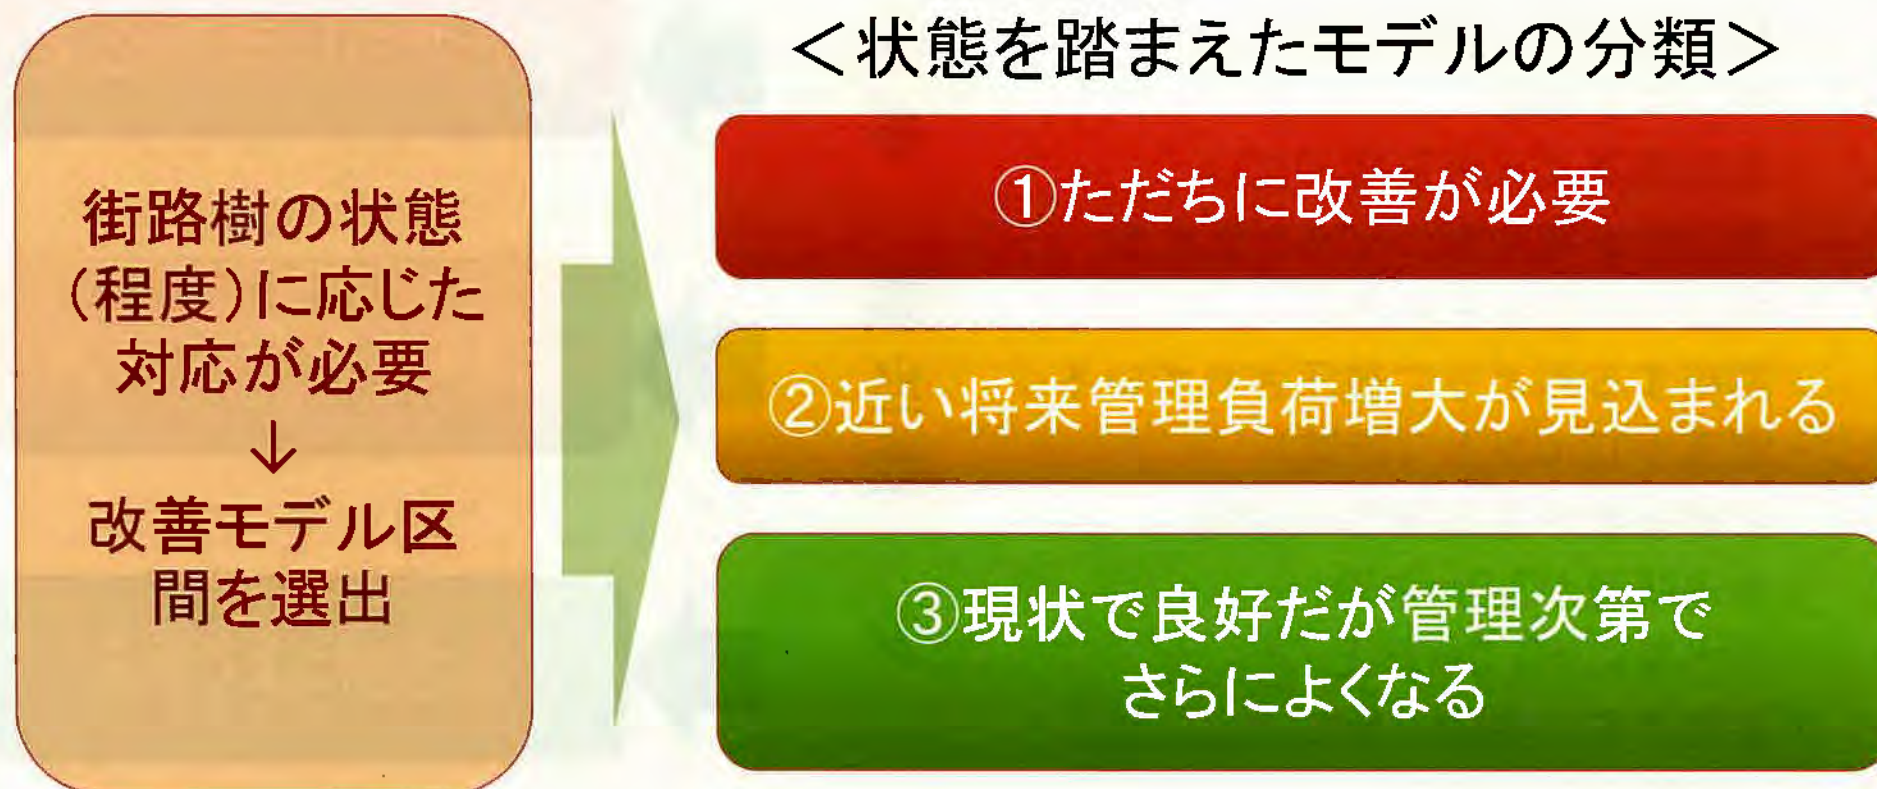 街路樹の状態
(程度)に応じた
対応が必要
↓
改善モデル区
間を選出
＜状態を踏まえたモデルの分類＞
①ただちに改善が必要
②近い将来管理負荷増大が見込まれる
③現状で良好だが管理次第で
さらによくなる